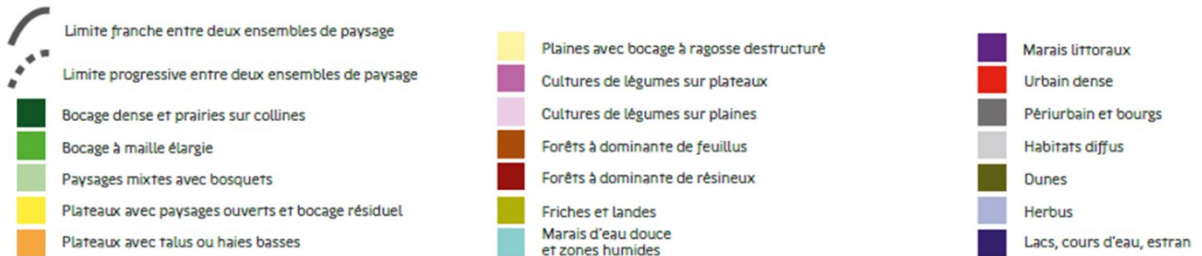 Limite franche entre deux ensembles de paysage
Limite progressive entre deux ensembles de paysage
Bocage dense et prairies sur collines
Bocage à maille élargie
Paysages mixtes avec bosquets
Plateaux avec paysages ouverts et bocage résiduel
Plateaux avec talus ou haies basses
Plaines avec bocage à ragosse destructuré
Cultures de légumes sur plateaux
Cultures de légumes sur plaines
Forêts à dominante de feuillus
Forêts à dominante de résineux
Friches et landes
Marais d'eau douce
et zones humides
Marais littoraux
Urbain dense
Périurbain et bourgs
Habitats diffus
Dunes
Herbus
Lacs, cours d'eau, estran